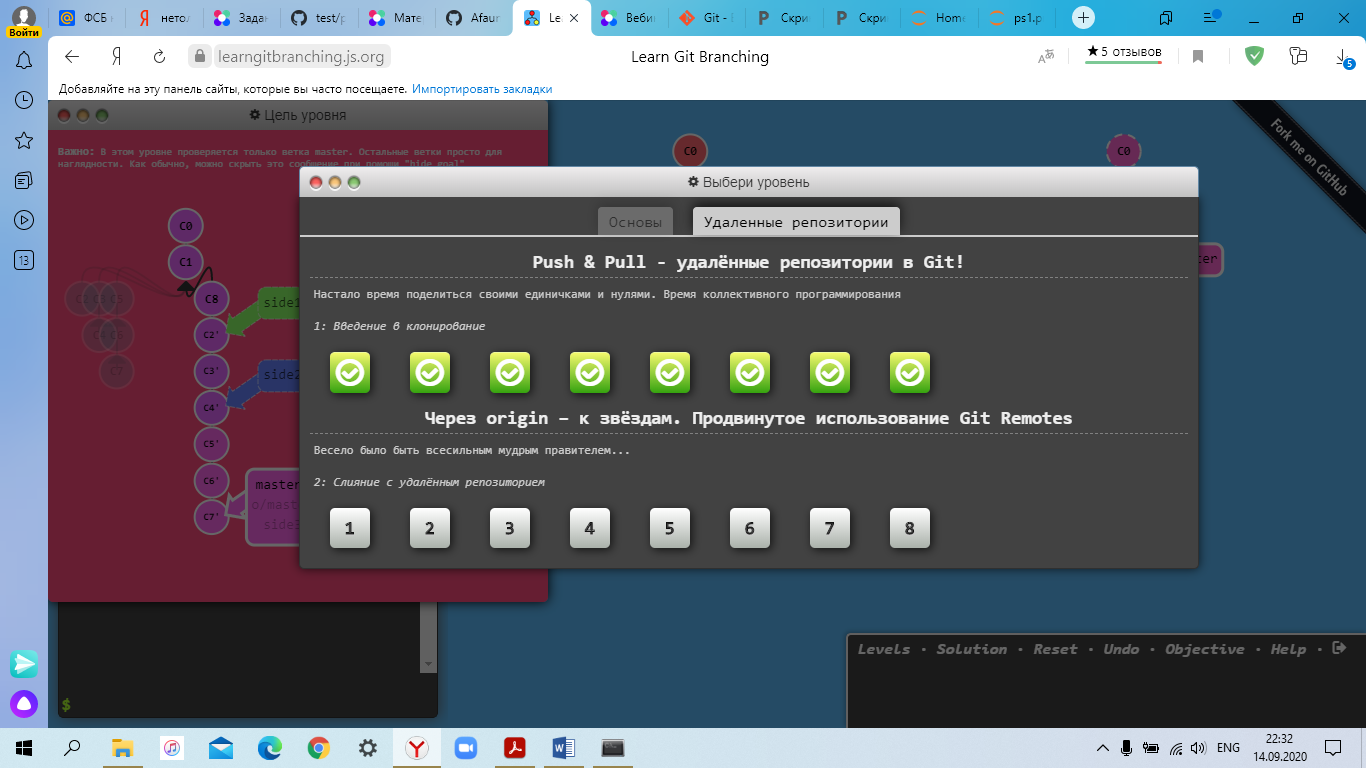 Войти
ФСБ
нето
Зада
test/p
Мате
Afaur
Le
Веби
Git - L
Скри
Скри
Home
ps1.p
learngitbranching.js.org
Learn Git Branching
5 отзывов
5
Добавляйте на эту панель сайты, которые вы часто посещаете. Импортировать закладки
13
Цель уровня
Важно: В этом уровне проверяется только ветка master. Остальные ветки просто для
наглядности. Как обычно, можно скрыть это сообщение при помощи "hide goal"
C0
C0
Fork me on GitHub
Выбери уровень
Основы
Удаленные репозитории
Push & Pull - удалённые репозитории в Git!
Настало время поделиться своими единичками и нулями. Время коллективного программирования
1: Введение в клонирование
Через origin – к звёздам. Продвинутое использование Git Remotes
Весело было быть всесильным мудрым правителем...
2: Слияние с удалённым репозиторием
1 2 3 4 5 6 7 8
C0
C1
C8
side1
C2'
C3'
side2
C4'
C5'
C6'
master
o/mast
side3
C7'
C7
ter
$
Levels · Solution · Reset · Undo · Objective · Help ·
ENG
22:32
14.09.2020